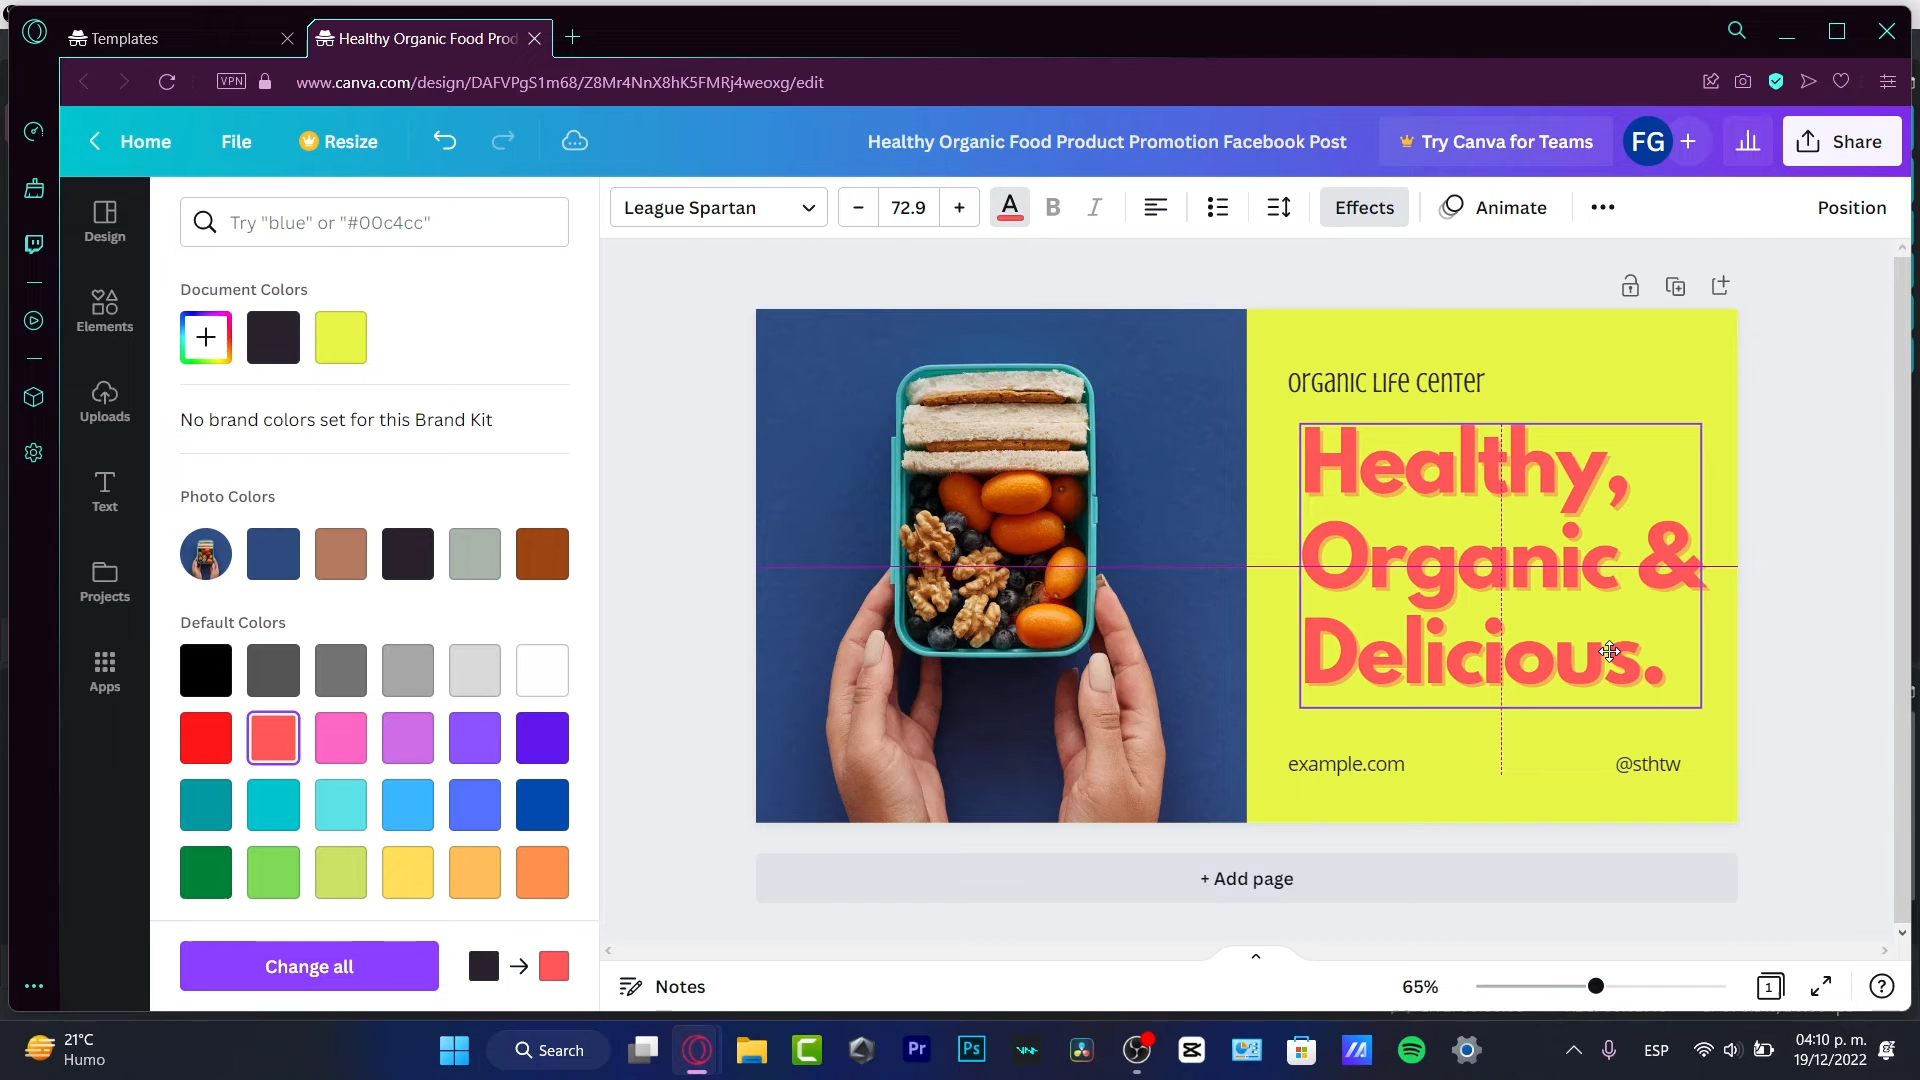 Templates
Healthy Organic Food Prod
VPN
www.canva.com/design/DAFVPgS1m68/Z8Mr4NnX8hK5FMRj4weoxg/edit
Home
File
Resize
Healthy Organic Food Product Promotion Facebook Post
Try Canva for Teams
FG
Share
Design
Elements
Uploads
Text
Projects
Apps
Try "blue" or "#00c4cc"
Document Colors
No brand colors set for this Brand Kit
Photo Colors
Default Colors
Change all
League Spartan
72.9
A
B
I
Effects
Animate
Position
Organic Life Center
Healthy,
Organic &
Delicious.
example.com
@sthtw
+ Add page
Notes
65%
1
?
21°C
Humo
Search
Pr
Ps
ESP
04:10 p. m.
19/12/2022